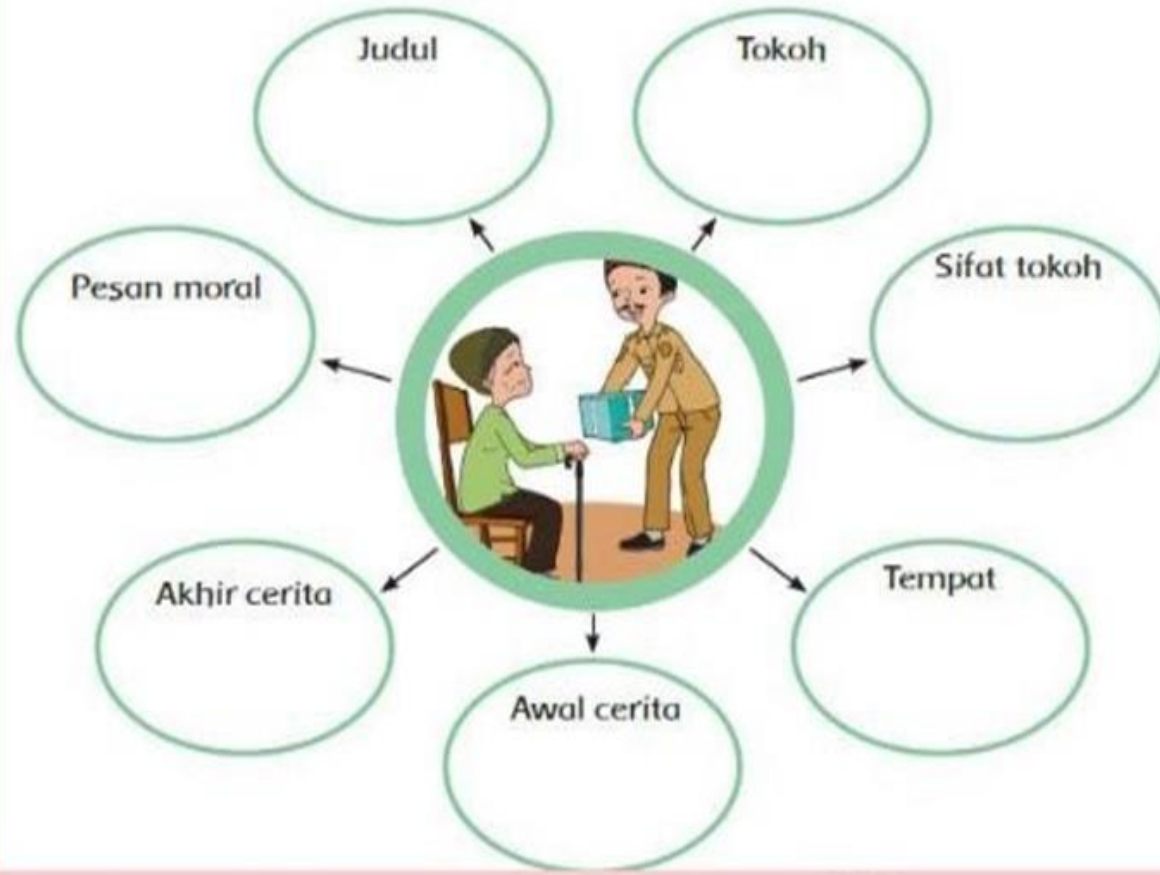 Judul
Tokoh
Pesan moral
Sifat tokoh
Akhir cerita
Tempat
Awal cerita